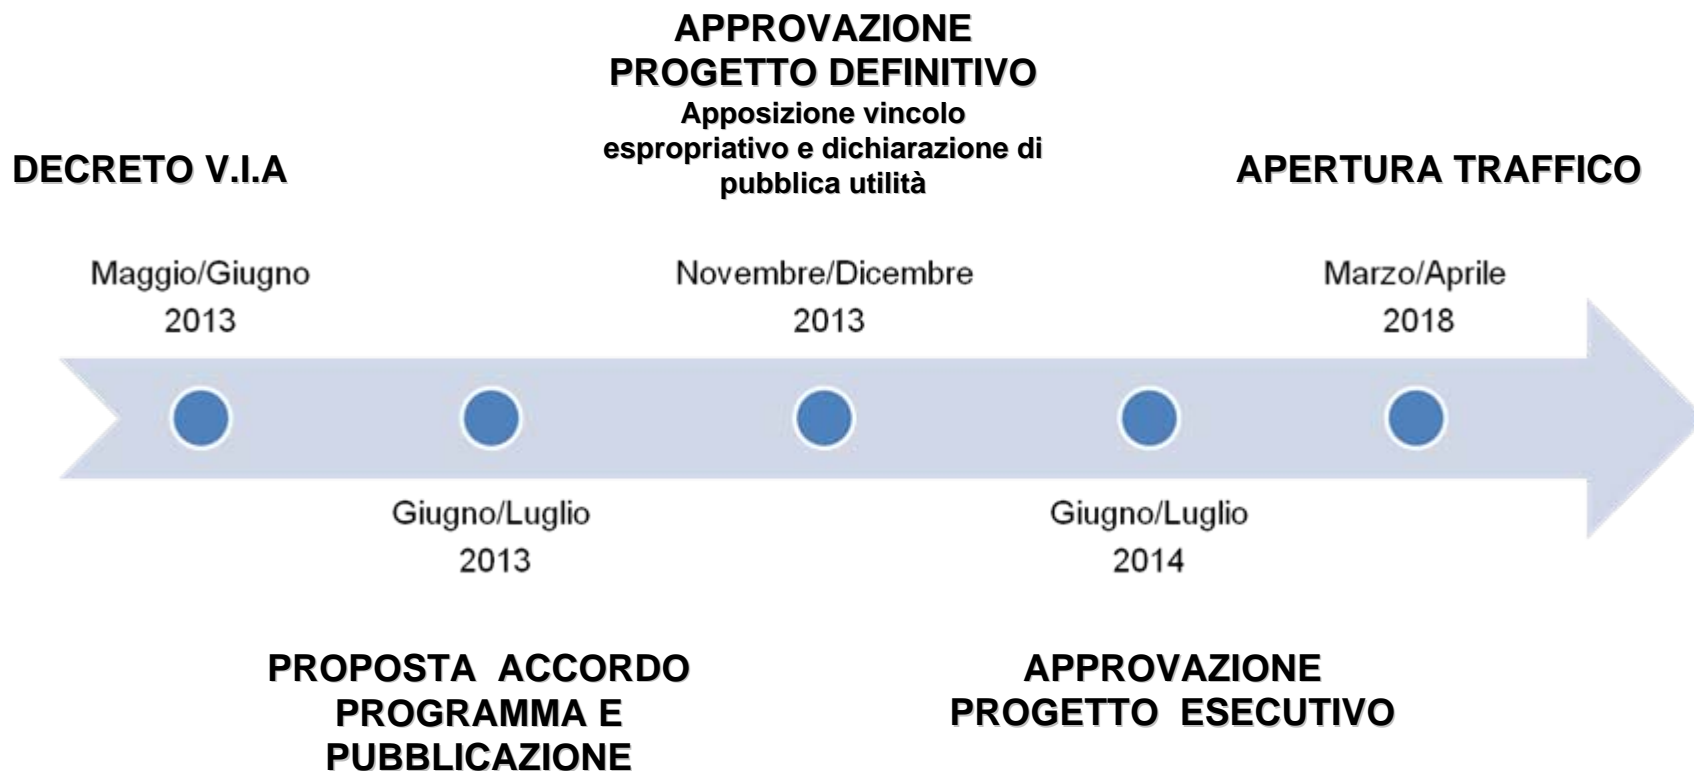 APPROVAZIONE
PROGETTO DEFINITIVO
Apposizione vincolo
espropriativo e dichiarazione di
pubblica utilità
DECRETO V.I.A
APERTURA TRAFFICO
Maggio/Giugno
2013
Novembre/Dicembre
2013
Marzo/Aprile
2018
Giugno/Luglio
2013
Giugno/Luglio
2014
PROPOSTA ACCORDO
PROGRAMMA E
PUBBLICAZIONE
APPROVAZIONE
PROGETTO ESECUTIVO